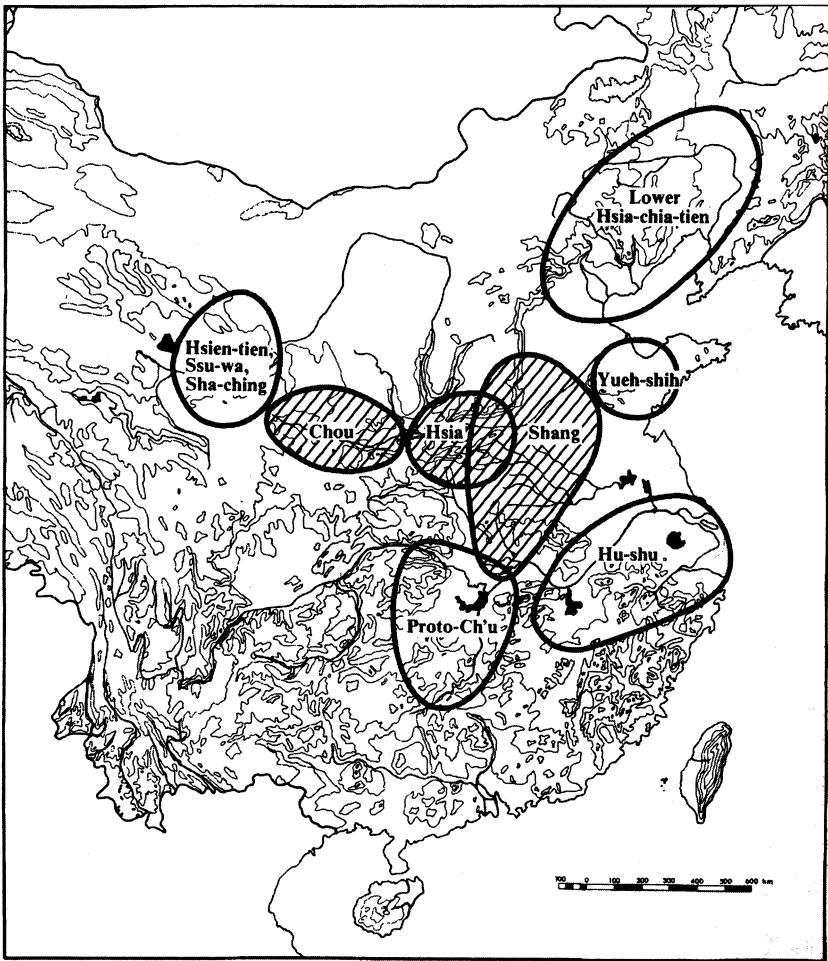 Lower
Hsia-chia-tien
Hsien-tien,
Ssu-wa,
Sha-ching
Yueh-shih
Chou
Hsia
Shang
Hu-shu
Proto-Ch'u
100 0 100 200 300 400 500 600 km